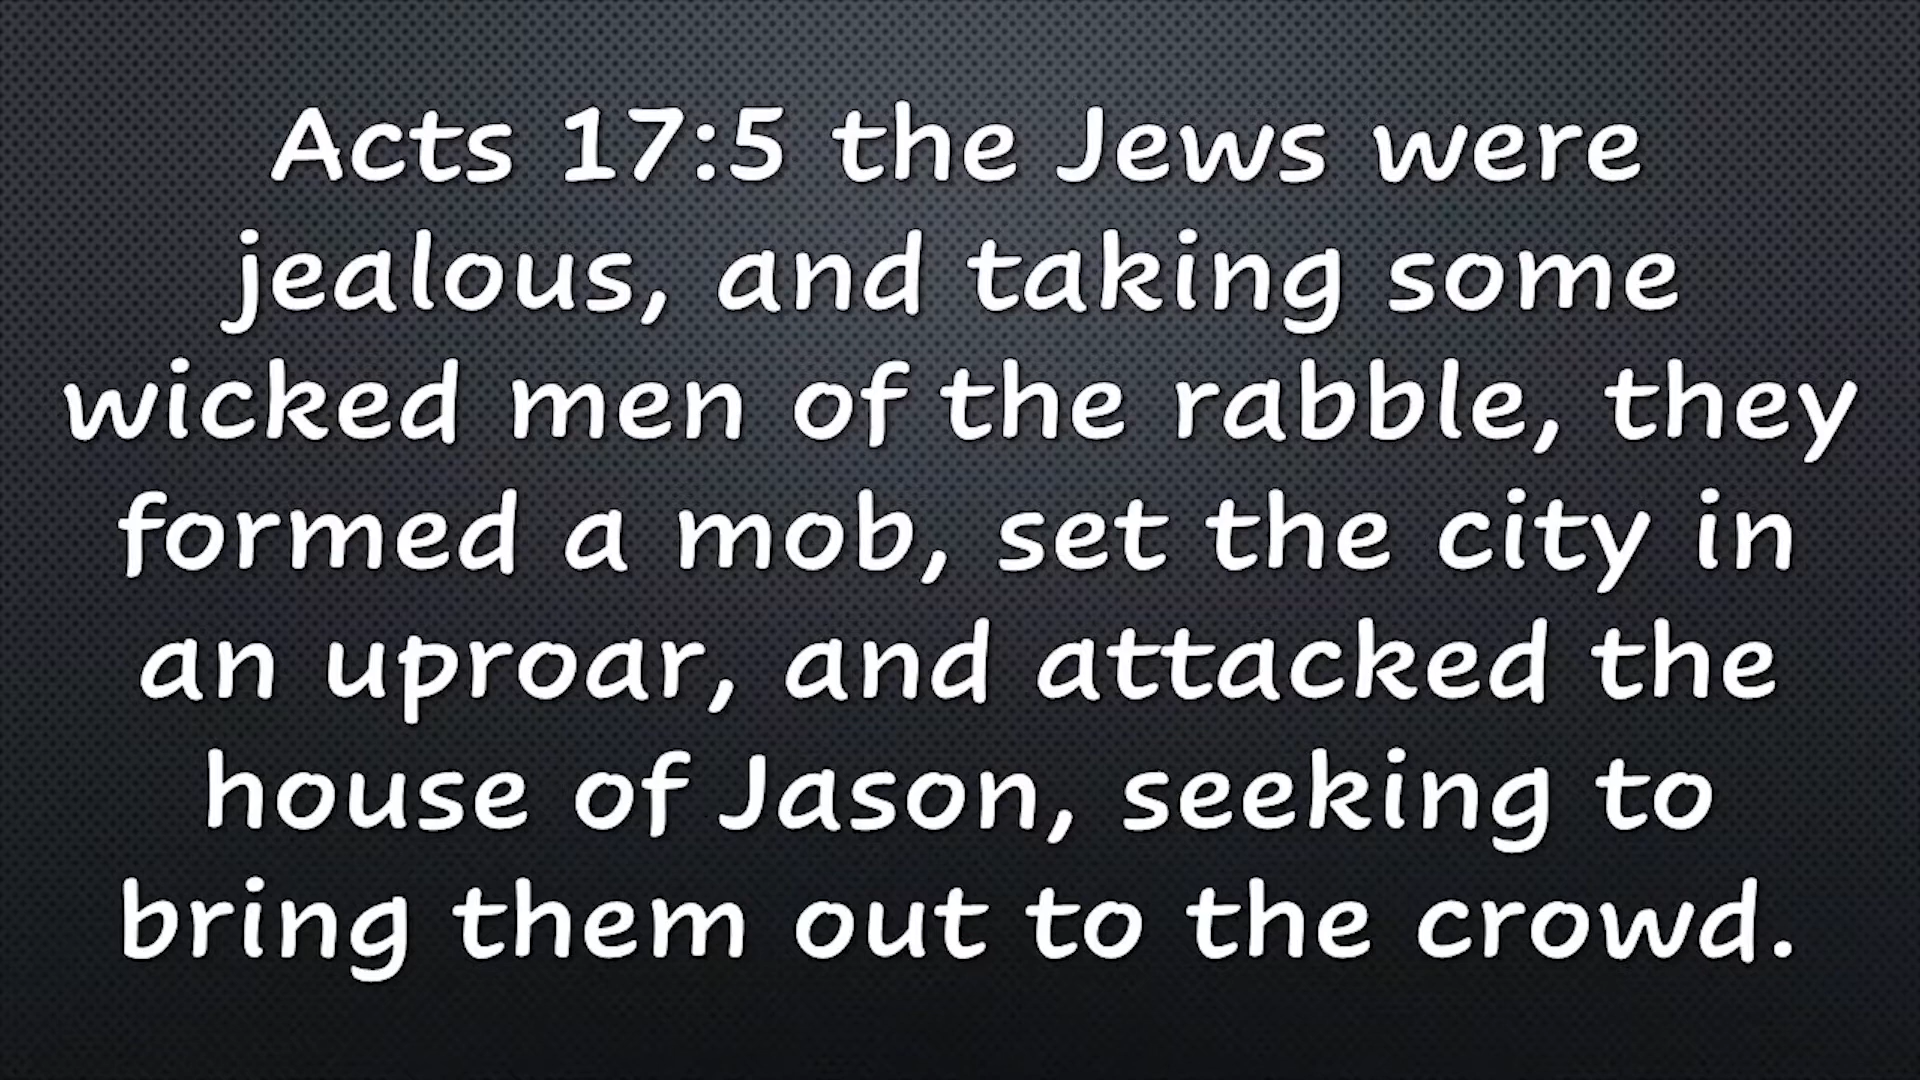 Acts 17:5 the Jews were
jealous, and taking some
wicked men of the rabble, they
formed a mob, set the city in
an uproar, and attacked the
house of Jason, seeking to
bring them out to the crowd.